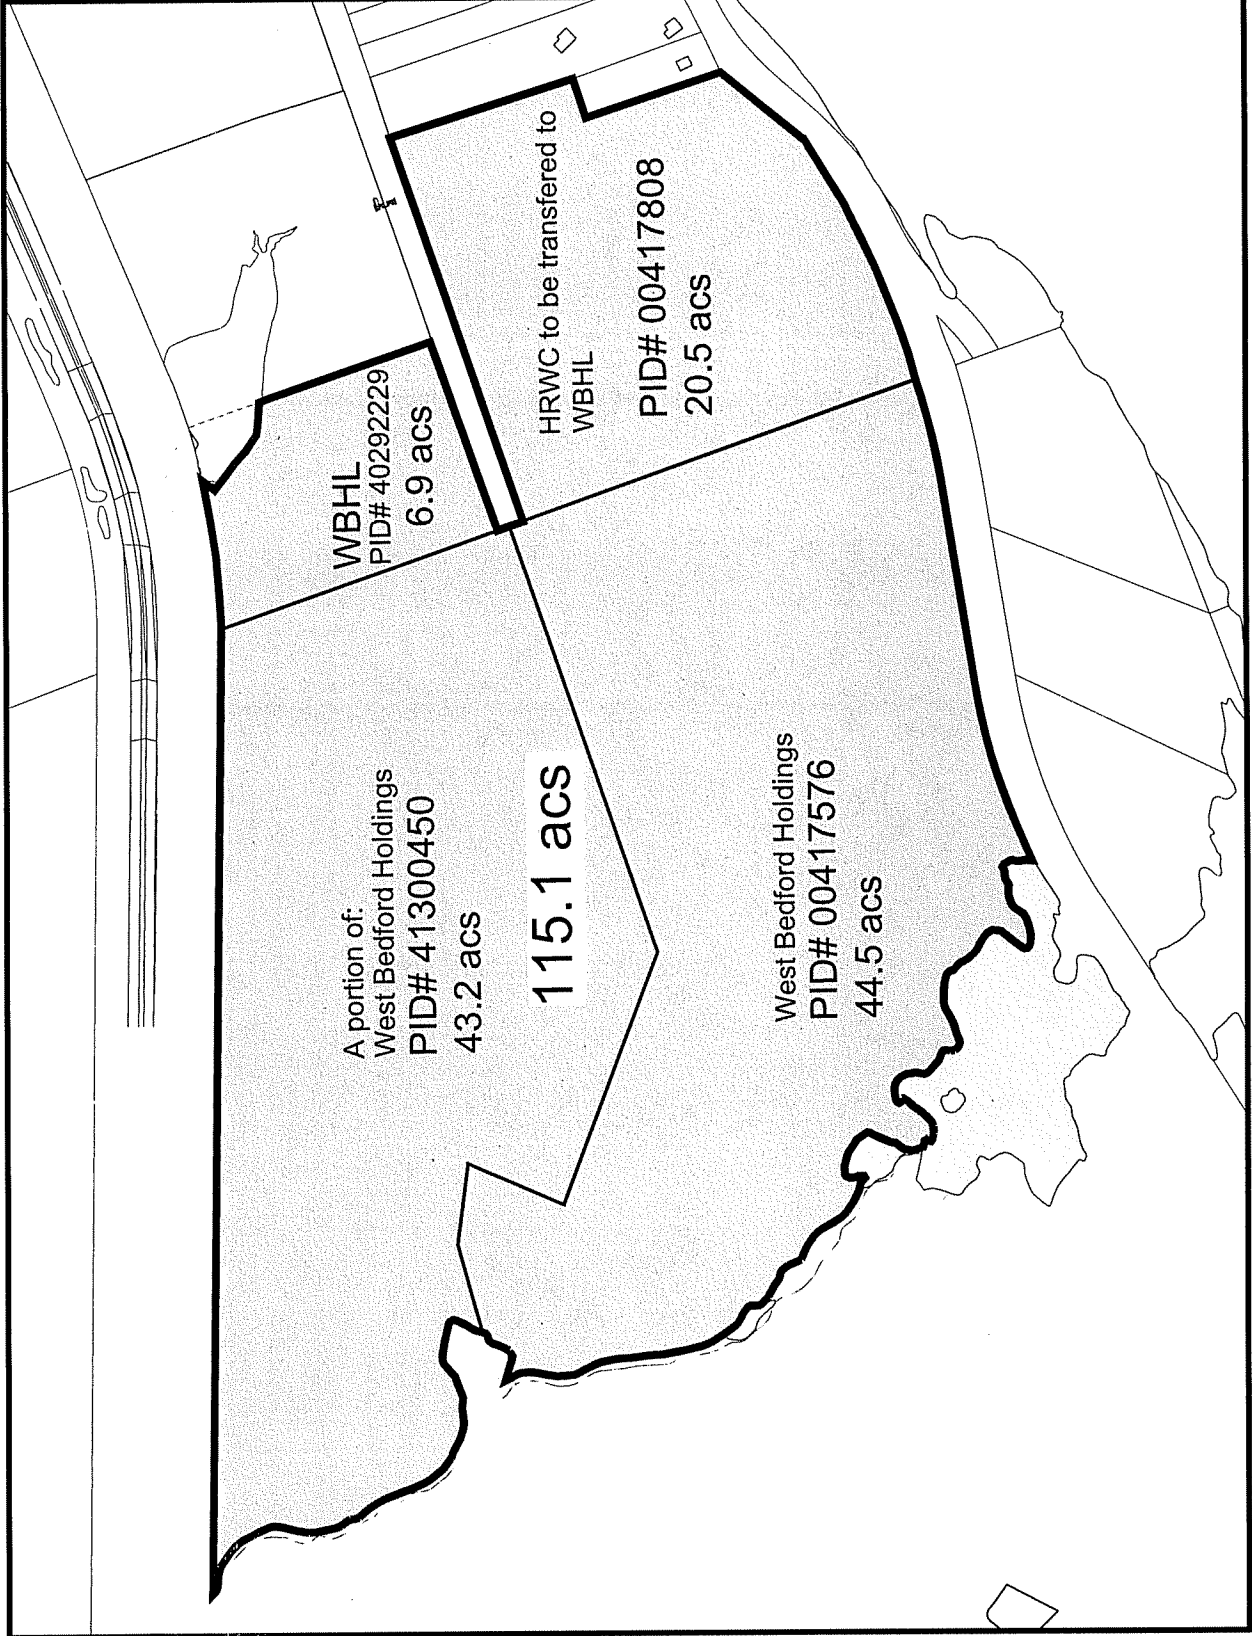 WBHL
PID# 40292229
6.9 acs
HRWC to be transfered to
WBHL
PID# 00417808
20.5 acs
A portion of:
West Bedford Holdings
PID# 41300450
43.2 acs
115.1 acs
West Bedford Holdings
PID# 00417576
44.5 acs